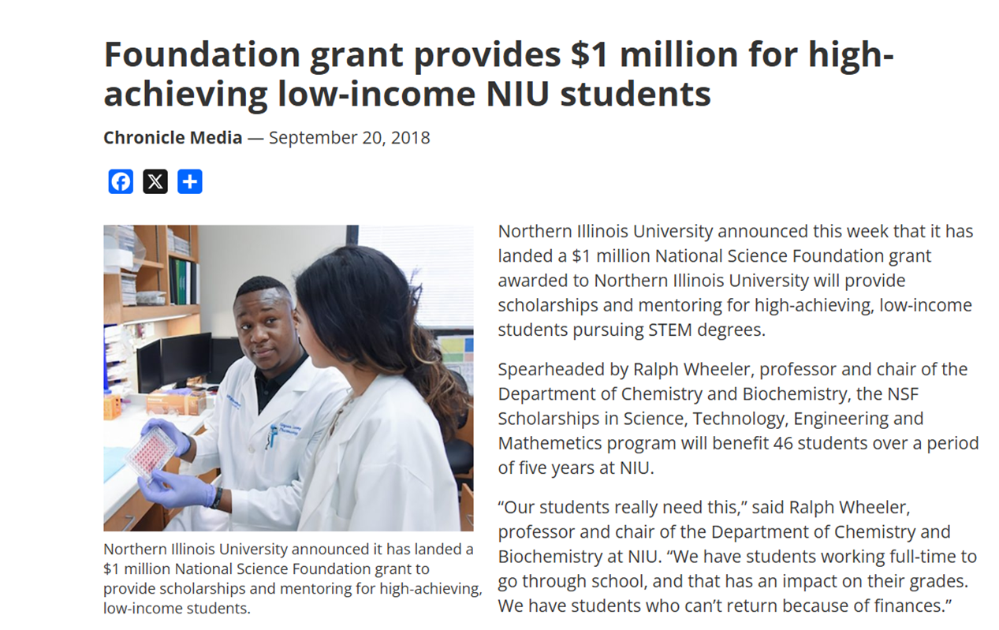 Foundation grant provides $1 million for high-
achieving low-income NIU students
Chronicle Media — September 20, 2018
Northern Illinois University announced it has landed a
$1 million National Science Foundation grant to
provide scholarships and mentoring for high-achieving,
low-income students.
Northern Illinois University announced this week that it has
landed a $1 million National Science Foundation grant
awarded to Northern Illinois University will provide
scholarships and mentoring for high-achieving, low-income
students pursuing STEM degrees.
Spearheaded by Ralph Wheeler, professor and chair of the
Department of Chemistry and Biochemistry, the NSF
Scholarships in Science, Technology, Engineering and
Mathemetics program will benefit 46 students over a period
of five years at NIU.
“Our students really need this,” said Ralph Wheeler,
professor and chair of the Department of Chemistry and
Biochemistry at NIU. “We have students working full-time to
go through school, and that has an impact on their grades.
We have students who can’t return because of finances.”